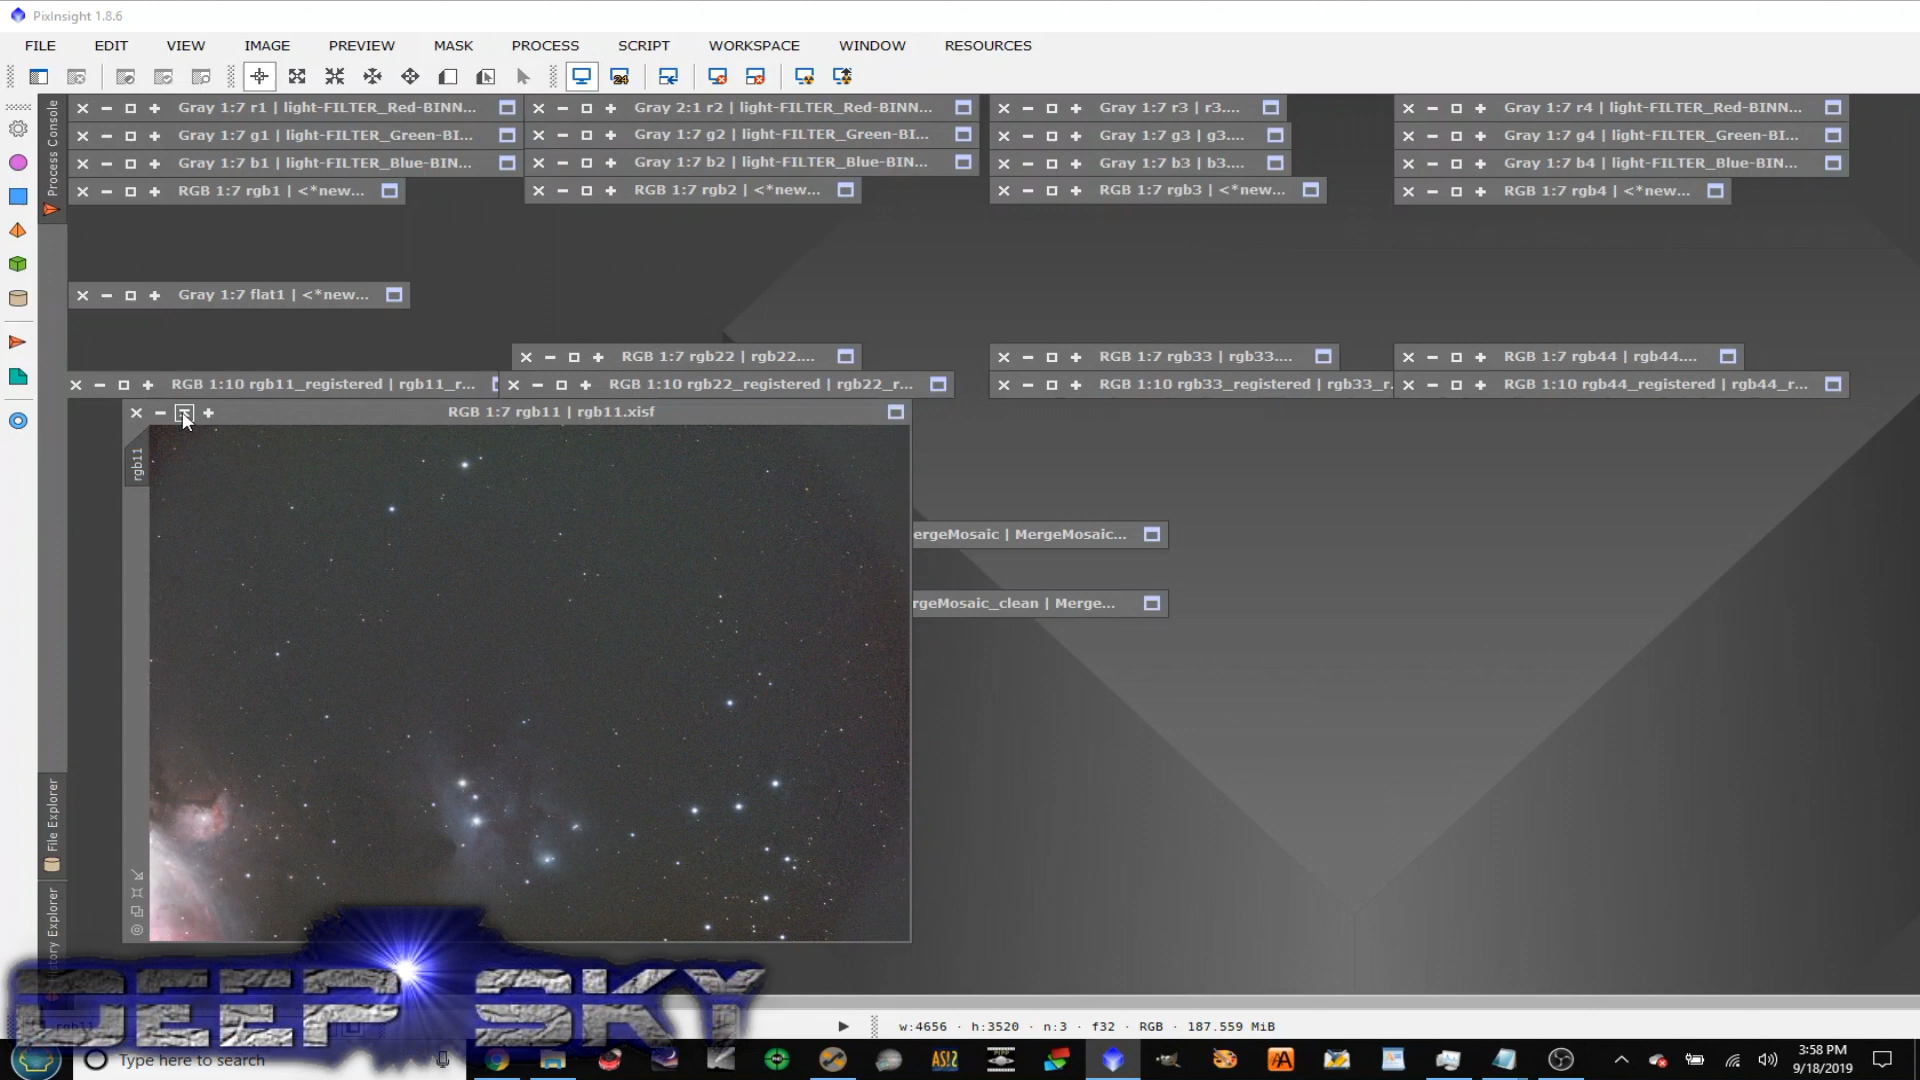 PixInsight 1.8.6
FILE EDIT VIEW IMAGE PREVIEW MASK PROCESS SCRIPT WORKSPACE WINDOW RESOURCES
24
Process Console
Gray 1:7 r1 | light-FILTER_Red-BINN...
Gray 2:1 r2 | light-FILTER_Red-BINN...
Gray 1:7 r3 | r3....
Gray 1:7 r4 | light-FILTER_Red-BINN...
Gray 1:7 g1 | light-FILTER_Green-BI...
Gray 1:7 g2 | light-FILTER_Green-BI...
Gray 1:7 g3 | g3....
Gray 1:7 g4 | light-FILTER_Green-BI...
Gray 1:7 b1 | light-FILTER_Blue-BIN...
Gray 1:7 b2 | light-FILTER_Blue-BIN...
Gray 1:7 b3 | b3....
Gray 1:7 b4 | light-FILTER_Blue-BIN...
RGB 1:7 rgb1 | <*new...
RGB 1:7 rgb2 | <*new...
RGB 1:7 rgb3 | <*new...
RGB 1:7 rgb4 | <*new...
Gray 1:7 flat1 | <*new...
RGB 1:7 rgb22 | rgb22....
RGB 1:7 rgb33 | rgb33....
RGB 1:7 rgb44 | rgb44....
RGB 1:10 rgb11_registered | rgb11_r...
RGB 1:10 rgb22_registered | rgb22_r...
RGB 1:10 rgb33_registered | rgb33_r.
RGB 1:10 rgb44_registered | rgb44_r...
RGB 1:7 rgb11 | rgb11.xisf
rgb11
ergeMosaic | MergeMosaic...
rgeMosaic_clean | Merge...
File Explorer
History Explorer
DEEP SKY
w:4656 · h:3520 · n:3 · f32 · RGB · 187.559 MiB
Type here to search
AS!2
3:58 PM
9/18/2019